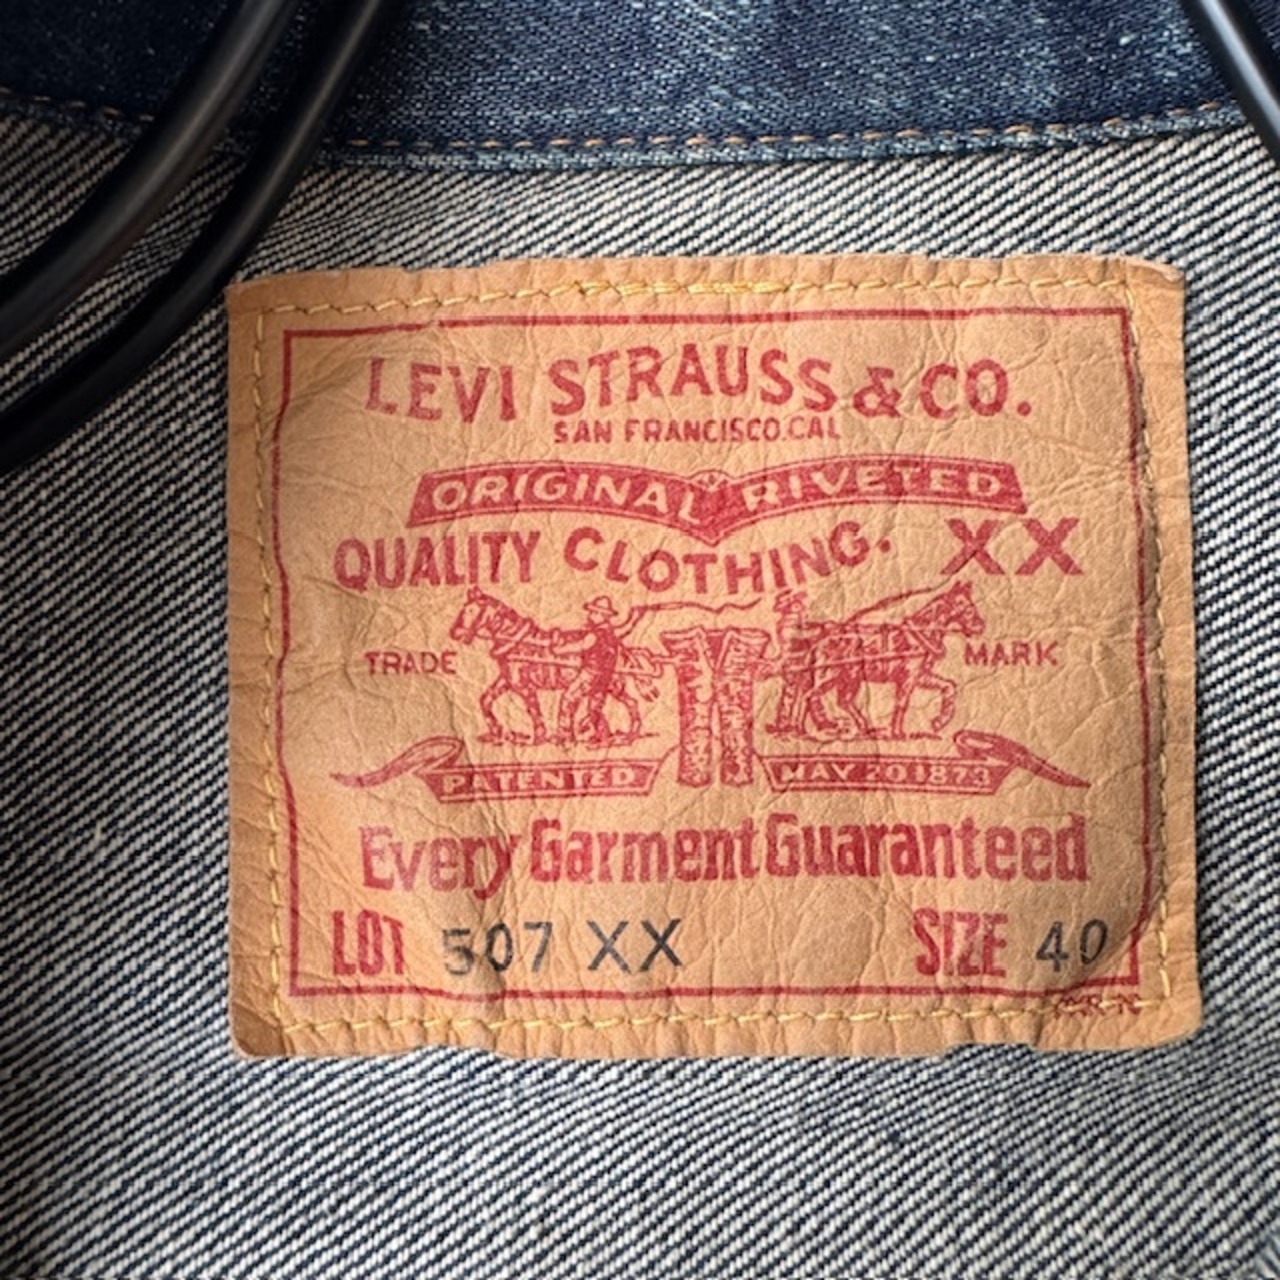 LEVI STRAUSS & CO.
SAN FRANCISCO.CAL
ORIGINAL RIVETED
QUALITY CLOTHING. XX
TRADE MARK
PATENTED MAY 20 1873
Every Garment Guaranteed
LOT 507 XX SIZE 40